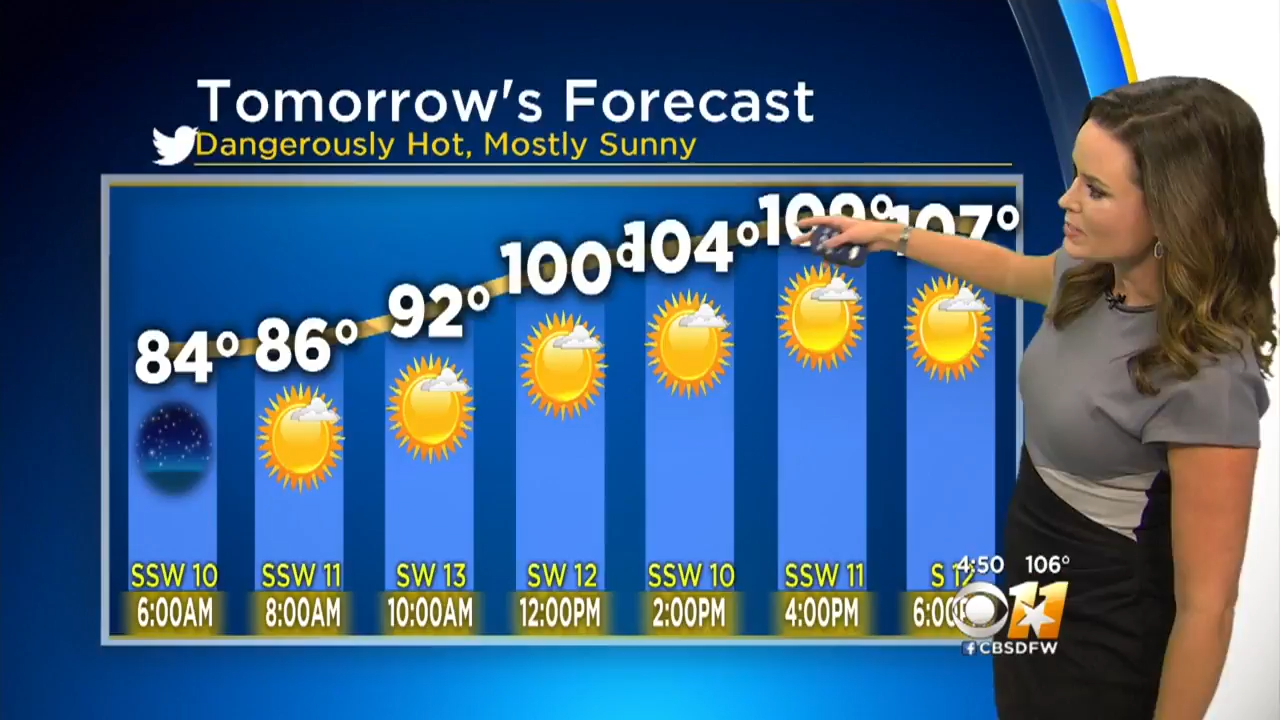 Tomorrow's Forecast
Dangerously Hot, Mostly Sunny
84° 86° 92° 100° 104° 107°
SSW 10 SSW 11 SW 13 SW 12 SSW 10 SSW 11 S
6:00AM 8:00AM 10:00AM 12:00PM 2:00PM 4:00PM
4:50 106°
11
CBSDFW